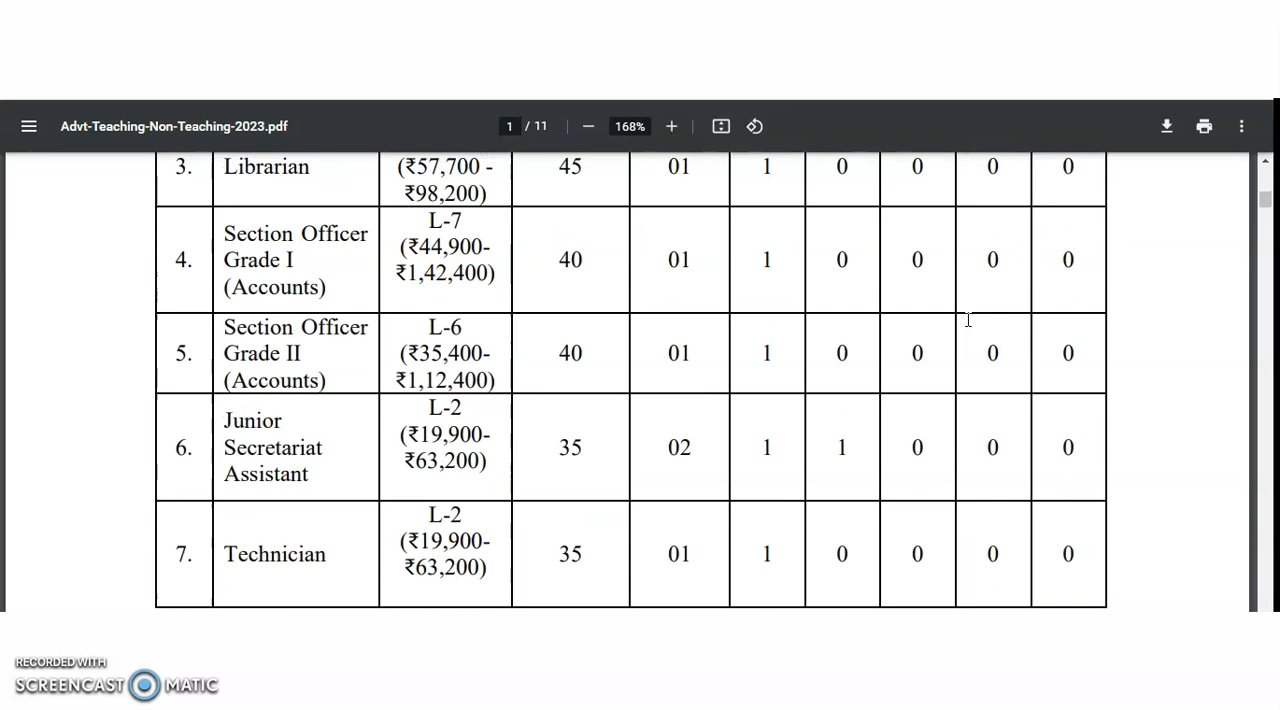 Advt-Teaching-Non-Teaching-2023.pdf 1 / 11 168%
3. Librarian (₹57,700 - ₹98,200) 45 01 1 0 0 0 0
4. Section Officer Grade I (Accounts) L-7 (₹44,900- ₹1,42,400) 40 01 1 0 0 0 0
5. Section Officer Grade II (Accounts) L-6 (₹35,400- ₹1,12,400) 40 01 1 0 0 0 0
6. Junior Secretariat Assistant L-2 (₹19,900- ₹63,200) 35 02 1 1 0 0 0
7. Technician L-2 (₹19,900- ₹63,200) 35 01 1 0 0 0 0
RECORDED WITH
SCREENCAST MATIC